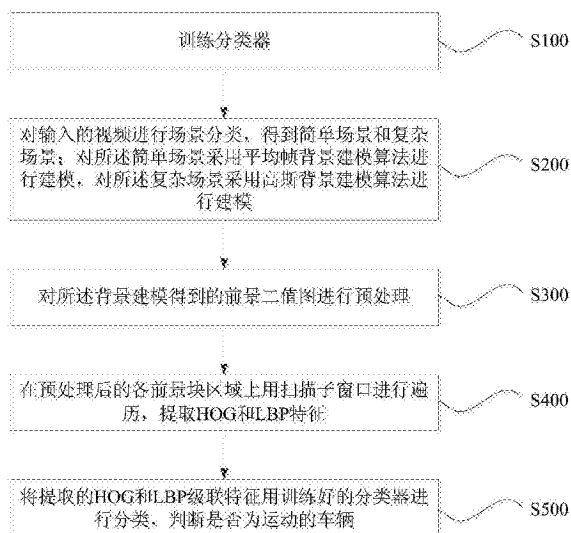 训练分类器
S100
对输入的视频进行场景分类，得到简单场景和复杂
场景；对所述简单场景采用平均帧背景建模算法进
行建模，对所述复杂场景采用高斯背景建模算法进
行建模
S200
对所述背景建模得到的前景二值图进行预处理
S300
在预处理后的各前景块区域上用扫描子窗口进行遍
历，提取HOG和LBP特征
S400
将提取的HOG和LBP级联特征用训练好的分类器进
行分类，判断是否为运动的车辆
S500